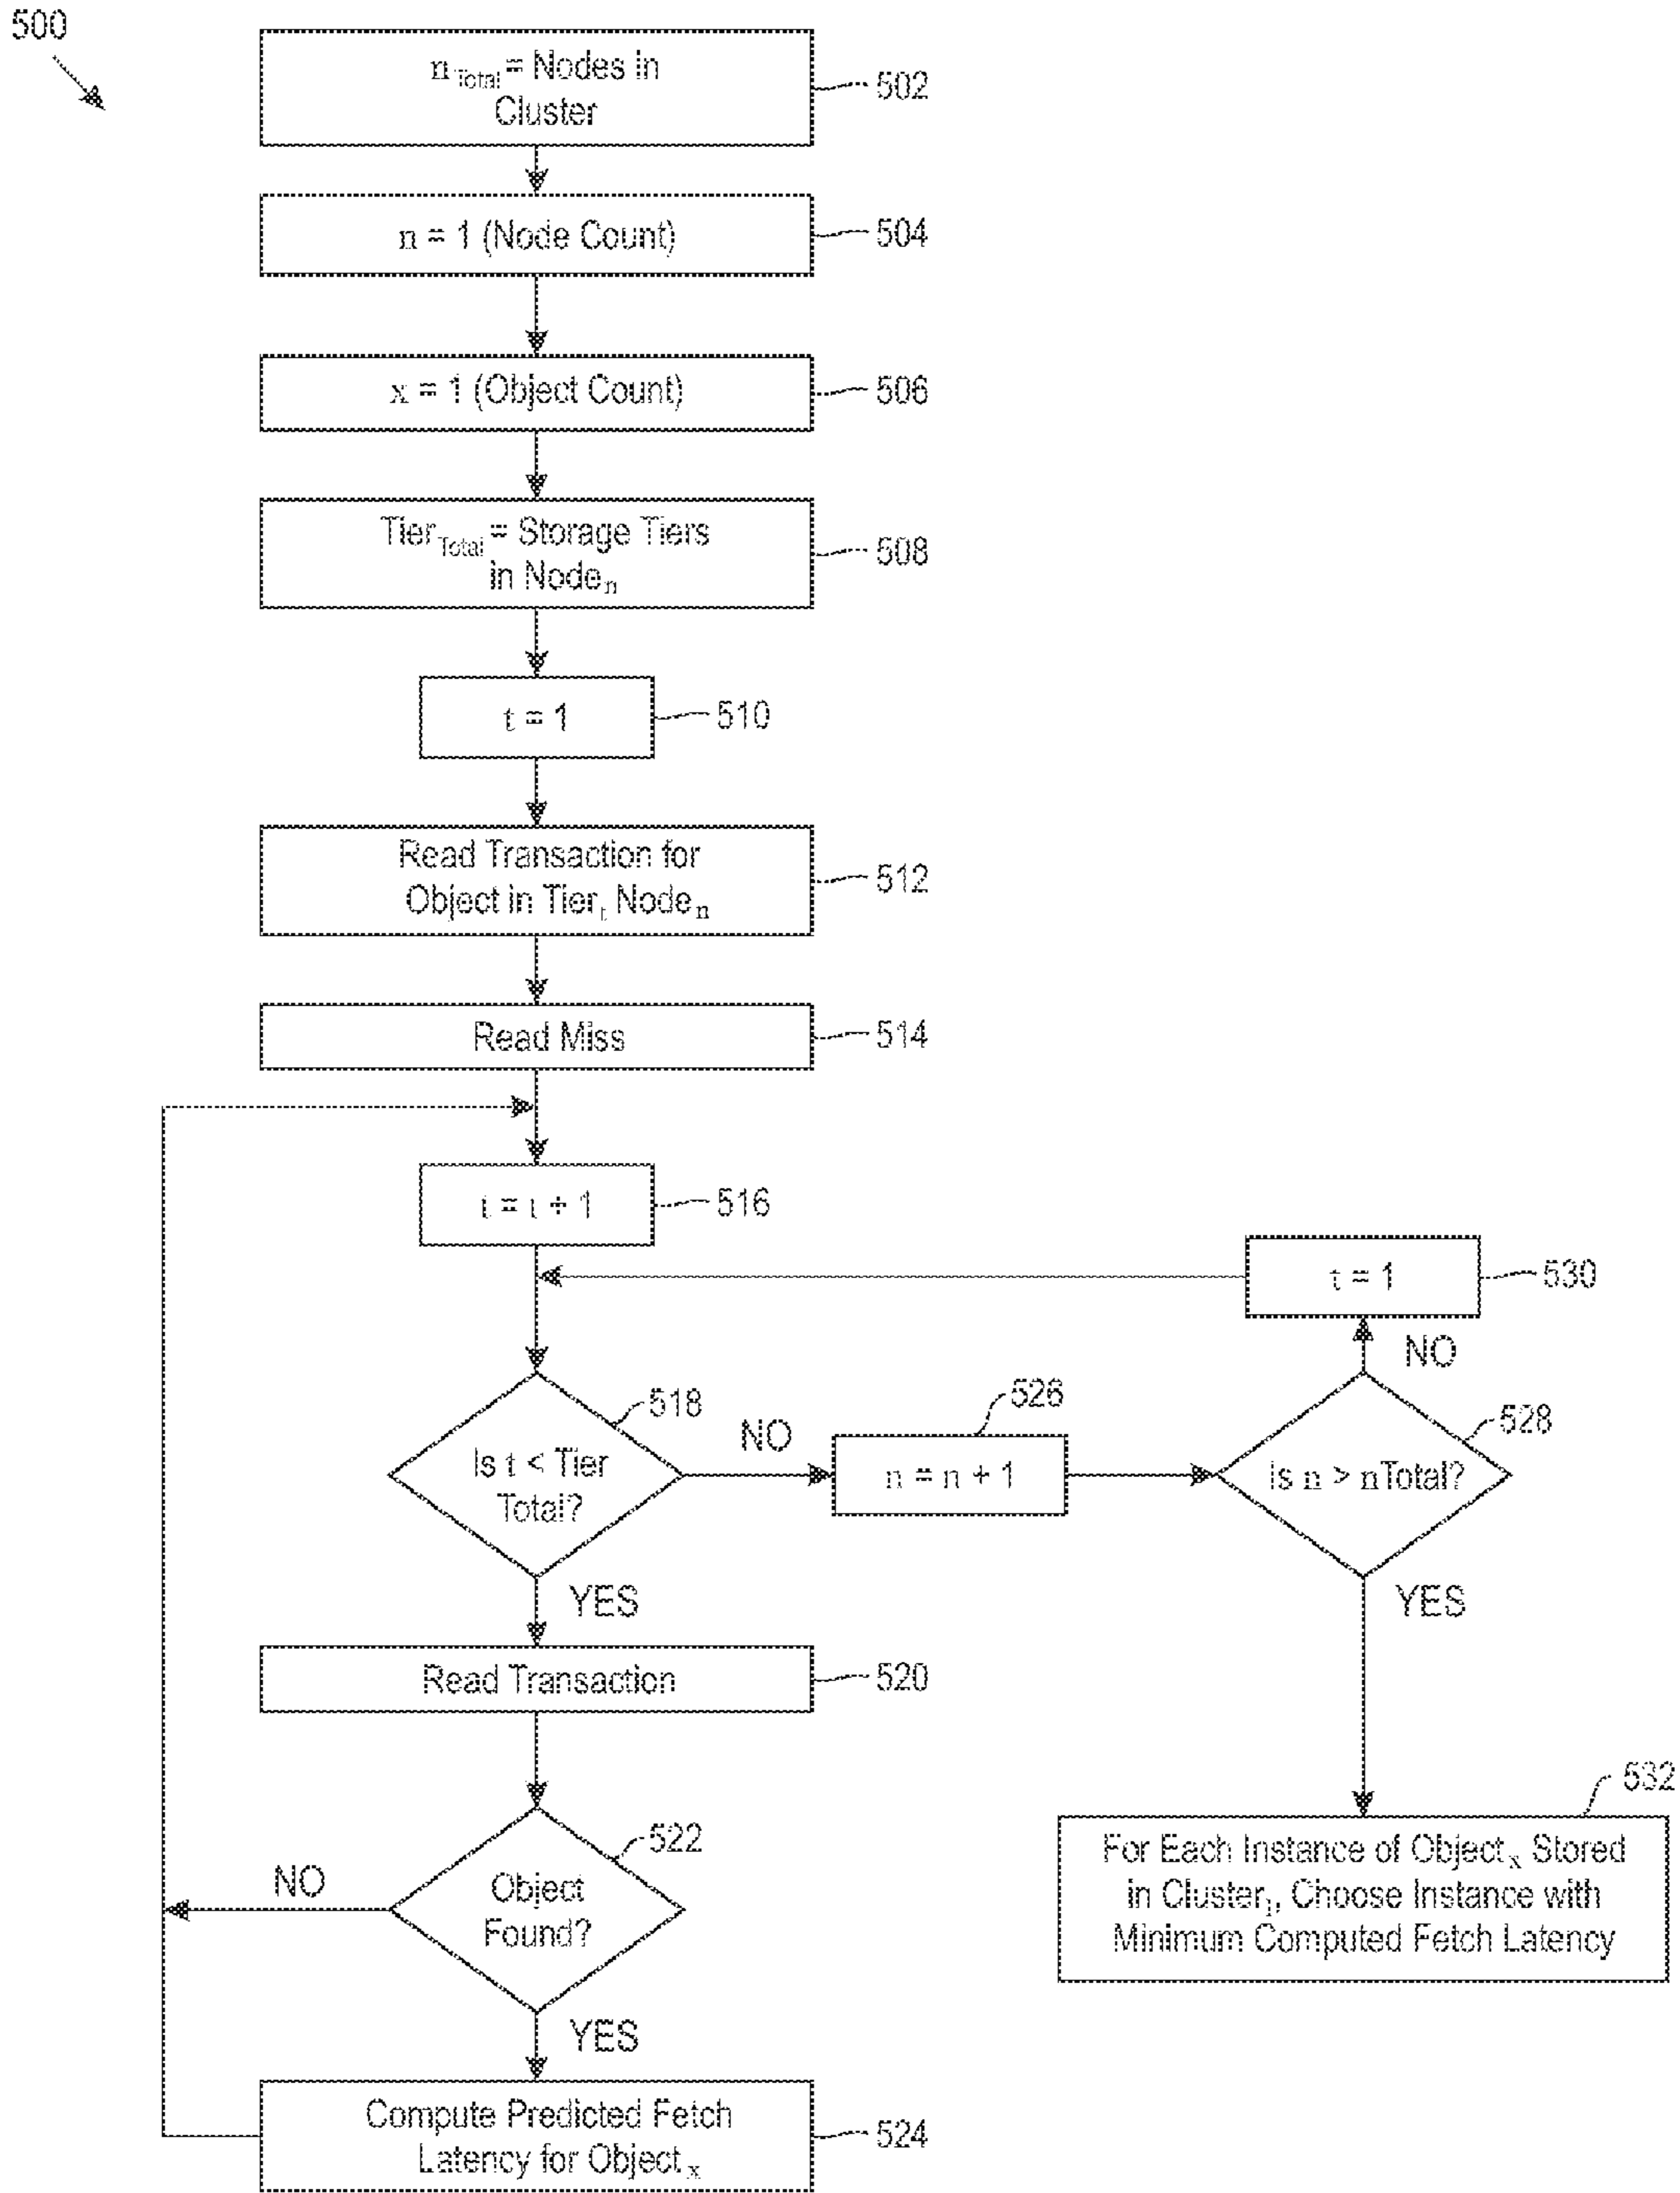 500
n Total = Nodes in
Cluster
502
n = 1 (Node Count)
504
x = 1 (Object Count)
506
Tier Total = Storage Tiers
in Node n
508
t = 1
510
Read Transaction for
Object in Tier t Node n
512
Read Miss
514
t = t + 1
516
t = 1
530
NO
518
Is t < Tier
Total?
NO
526
n = n + 1
528
Is n > nTotal?
YES
YES
Read Transaction
520
532
For Each Instance of Object x Stored
in Cluster 1, Choose Instance with
Minimum Computed Fetch Latency
522
Object
Found?
NO
YES
Compute Predicted Fetch
Latency for Object x
524